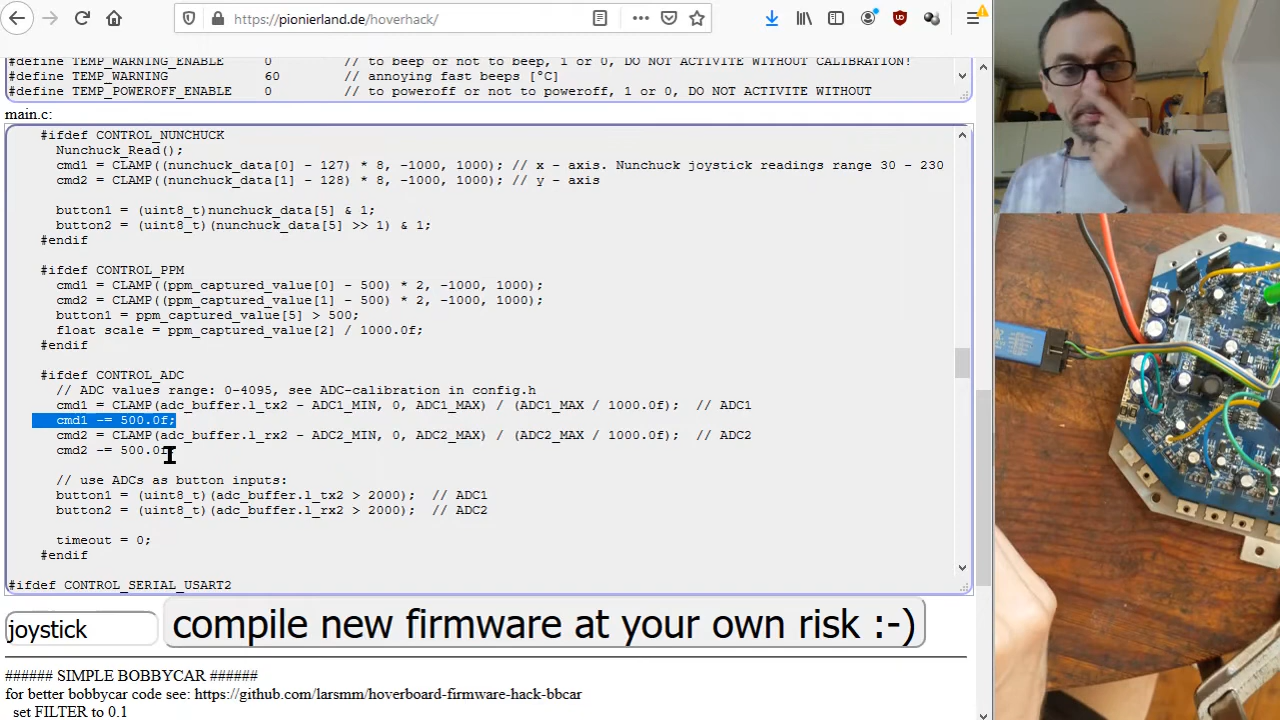 https://pionierland.de/hoverhack/
#define TEMP_WARNING_ENABLE 0 // to beep or not to beep, 1 or 0, DO NOT ACTIVITE WITHOUT CALIBRATION!
#define TEMP_WARNING 60 // annoying fast beeps [°C]
#define TEMP_POWEROFF_ENABLE 0 // to poweroff or not to poweroff, 1 or 0, DO NOT ACTIVITE WITHOUT
main.c:
#ifdef CONTROL_NUNCHUCK
Nunchuck_Read();
cmd1 = CLAMP((nunchuck_data[0] - 127) * 8, -1000, 1000); // x - axis. Nunchuck joystick readings range 30 - 230
cmd2 = CLAMP((nunchuck_data[1] - 128) * 8, -1000, 1000); // y - axis
button1 = (uint8_t)nunchuck_data[5] & 1;
button2 = (uint8_t)(nunchuck_data[5] >> 1) & 1;
#endif
#ifdef CONTROL_PPM
cmd1 = CLAMP((ppm_captured_value[0] - 500) * 2, -1000, 1000);
cmd2 = CLAMP((ppm_captured_value[1] - 500) * 2, -1000, 1000);
button1 = ppm_captured_value[5] > 500;
float scale = ppm_captured_value[2] / 1000.0f;
#endif
#ifdef CONTROL_ADC
// ADC values range: 0-4095, see ADC-calibration in config.h
cmd1 = CLAMP(adc_buffer.l_tx2 - ADC1_MIN, 0, ADC1_MAX) / (ADC1_MAX / 1000.0f); // ADC1
cmd1 -= 500.0f;
cmd2 = CLAMP(adc_buffer.l_rx2 - ADC2_MIN, 0, ADC2_MAX) / (ADC2_MAX / 1000.0f); // ADC2
cmd2 -= 500.0f;
// use ADCs as button inputs:
button1 = (uint8_t)(adc_buffer.l_tx2 > 2000); // ADC1
button2 = (uint8_t)(adc_buffer.l_rx2 > 2000); // ADC2
timeout = 0;
#endif
#ifdef CONTROL_SERIAL_USART2
joystick compile new firmware at your own risk :-)
###### SIMPLE BOBBYCAR ######
for better bobbycar code see: https://github.com/larsmm/hoverboard-firmware-hack-bbcar
set FILTER to 0.1